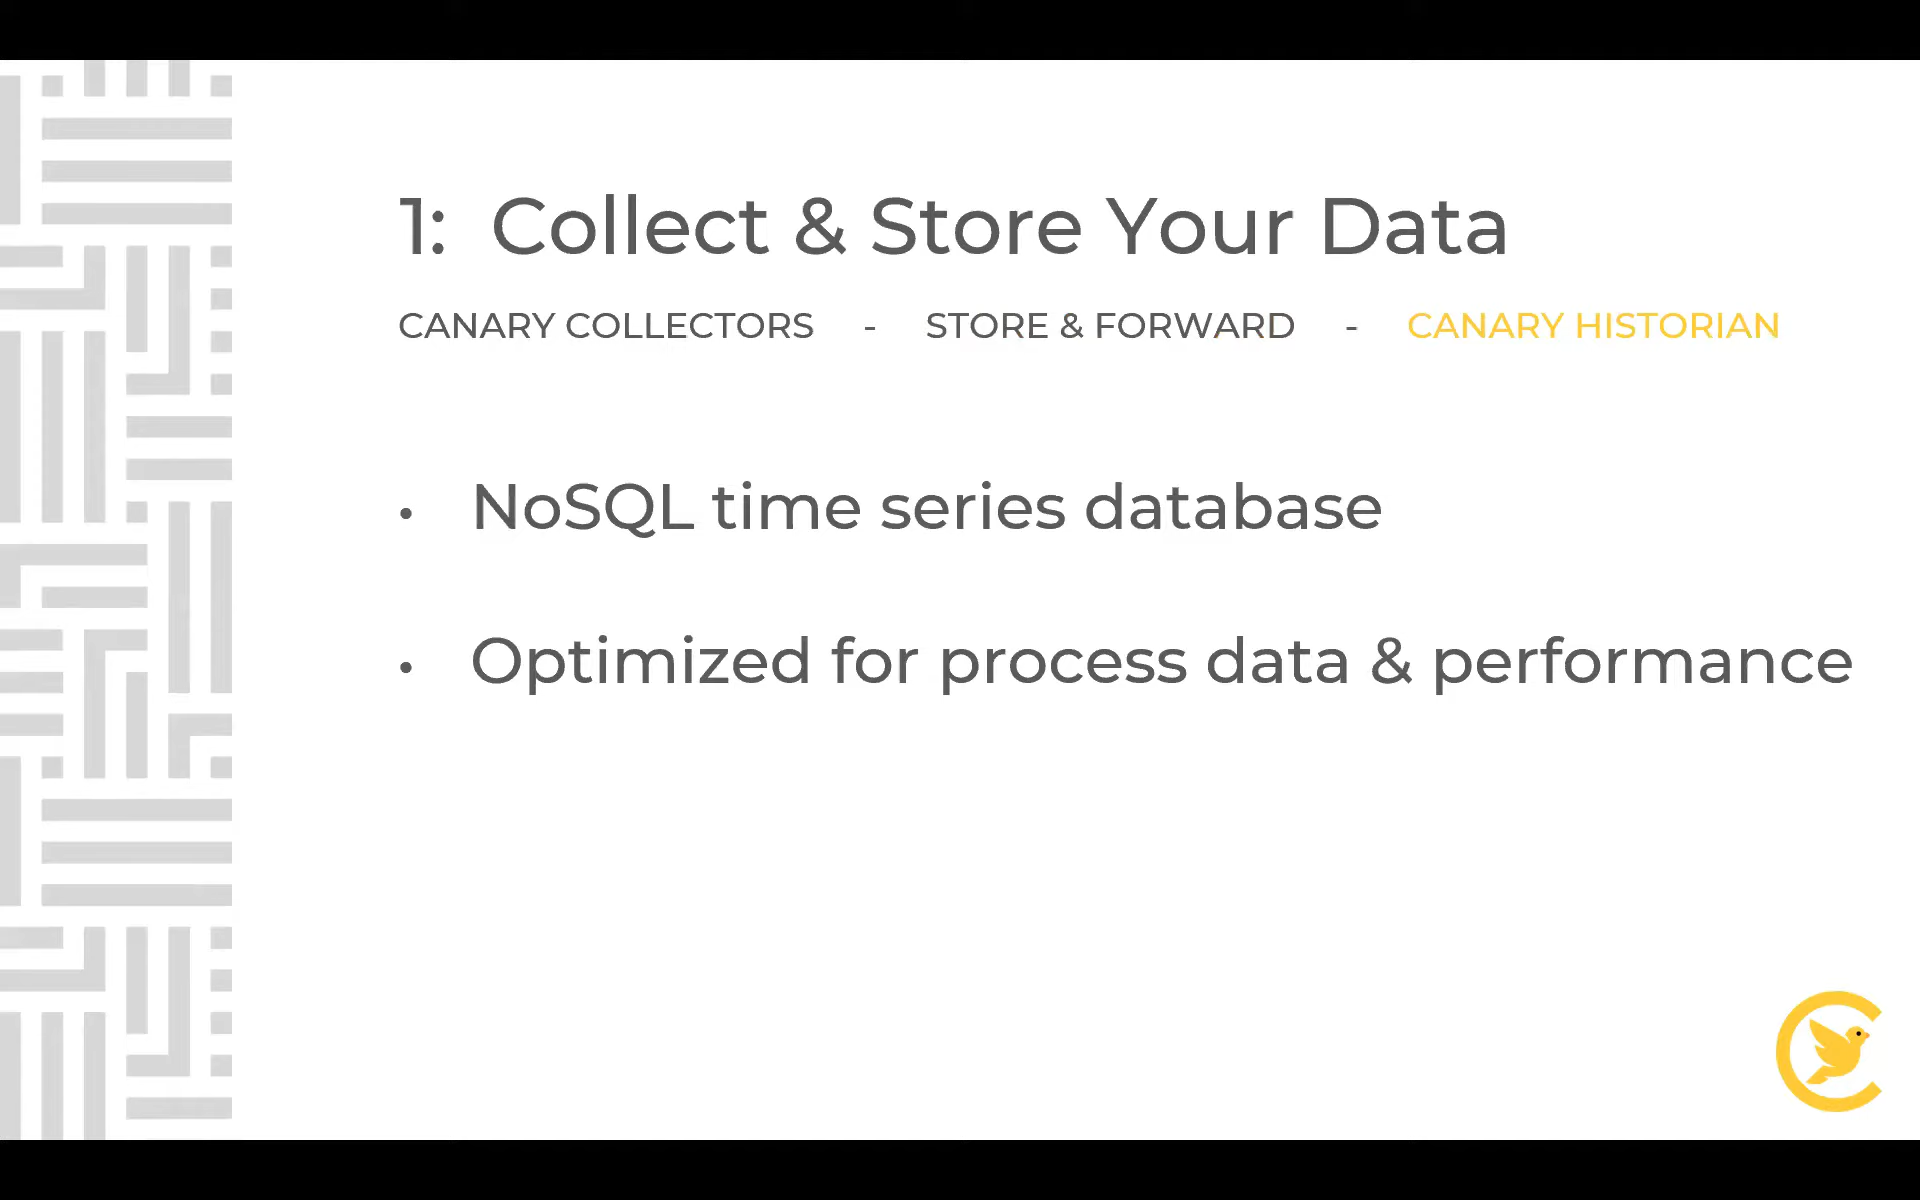 1: Collect & Store Your Data
CANARY COLLECTORS - STORE & FORWARD - CANARY HISTORIAN
• NoSQL time series database
• Optimized for process data & performance